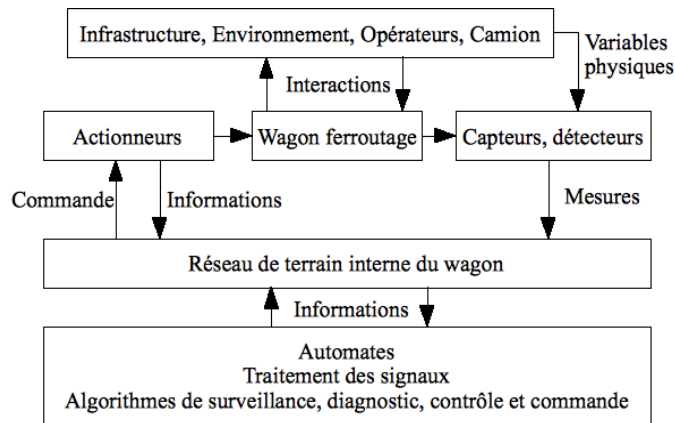 Infrastructure, Environnement, Opérateurs, Camion
Variables
physiques
Interactions
Actionneurs
Wagon ferroutage
Capteurs, détecteurs
Commande
Informations
Mesures
Réseau de terrain interne du wagon
Informations
Automates
Traitement des signaux
Algorithmes de surveillance, diagnostic, contrôle et commande